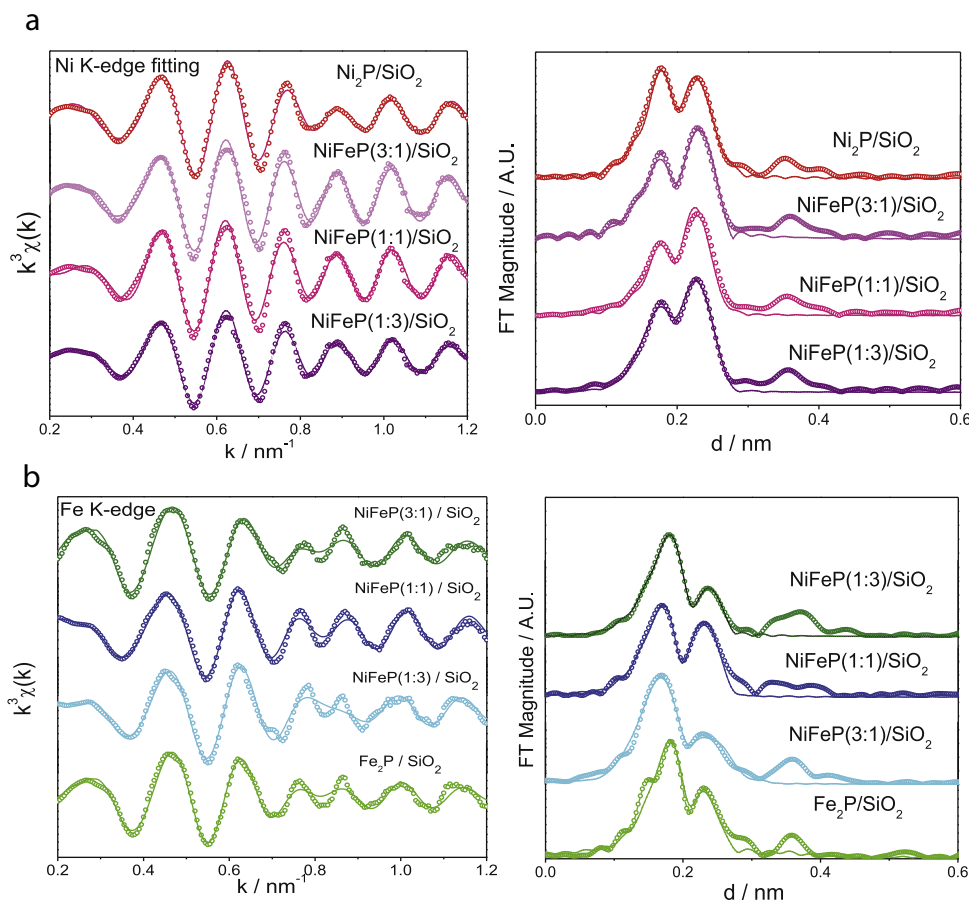 a
Ni K-edge fitting
Ni₂P/SiO₂
NiFeP(3:1)/SiO₂
NiFeP(1:1)/SiO₂
NiFeP(1:3)/SiO₂
k³χ(k)
0.2 0.4 0.6 0.8 1.0 1.2
k / nm⁻¹
Ni₂P/SiO₂
NiFeP(3:1)/SiO₂
NiFeP(1:1)/SiO₂
NiFeP(1:3)/SiO₂
FT Magnitude / A.U.
0.0 0.2 0.4 0.6
d / nm
b
Fe K-edge
NiFeP(3:1) / SiO₂
NiFeP(1:1) / SiO₂
NiFeP(1:3) / SiO₂
Fe₂P / SiO₂
k³χ(k)
0.2 0.4 0.6 0.8 1.0 1.2
k / nm⁻¹
NiFeP(1:3)/SiO₂
NiFeP(1:1)/SiO₂
NiFeP(3:1)/SiO₂
Fe₂P/SiO₂
FT Magnitude / A.U.
0.0 0.2 0.4 0.6
d / nm